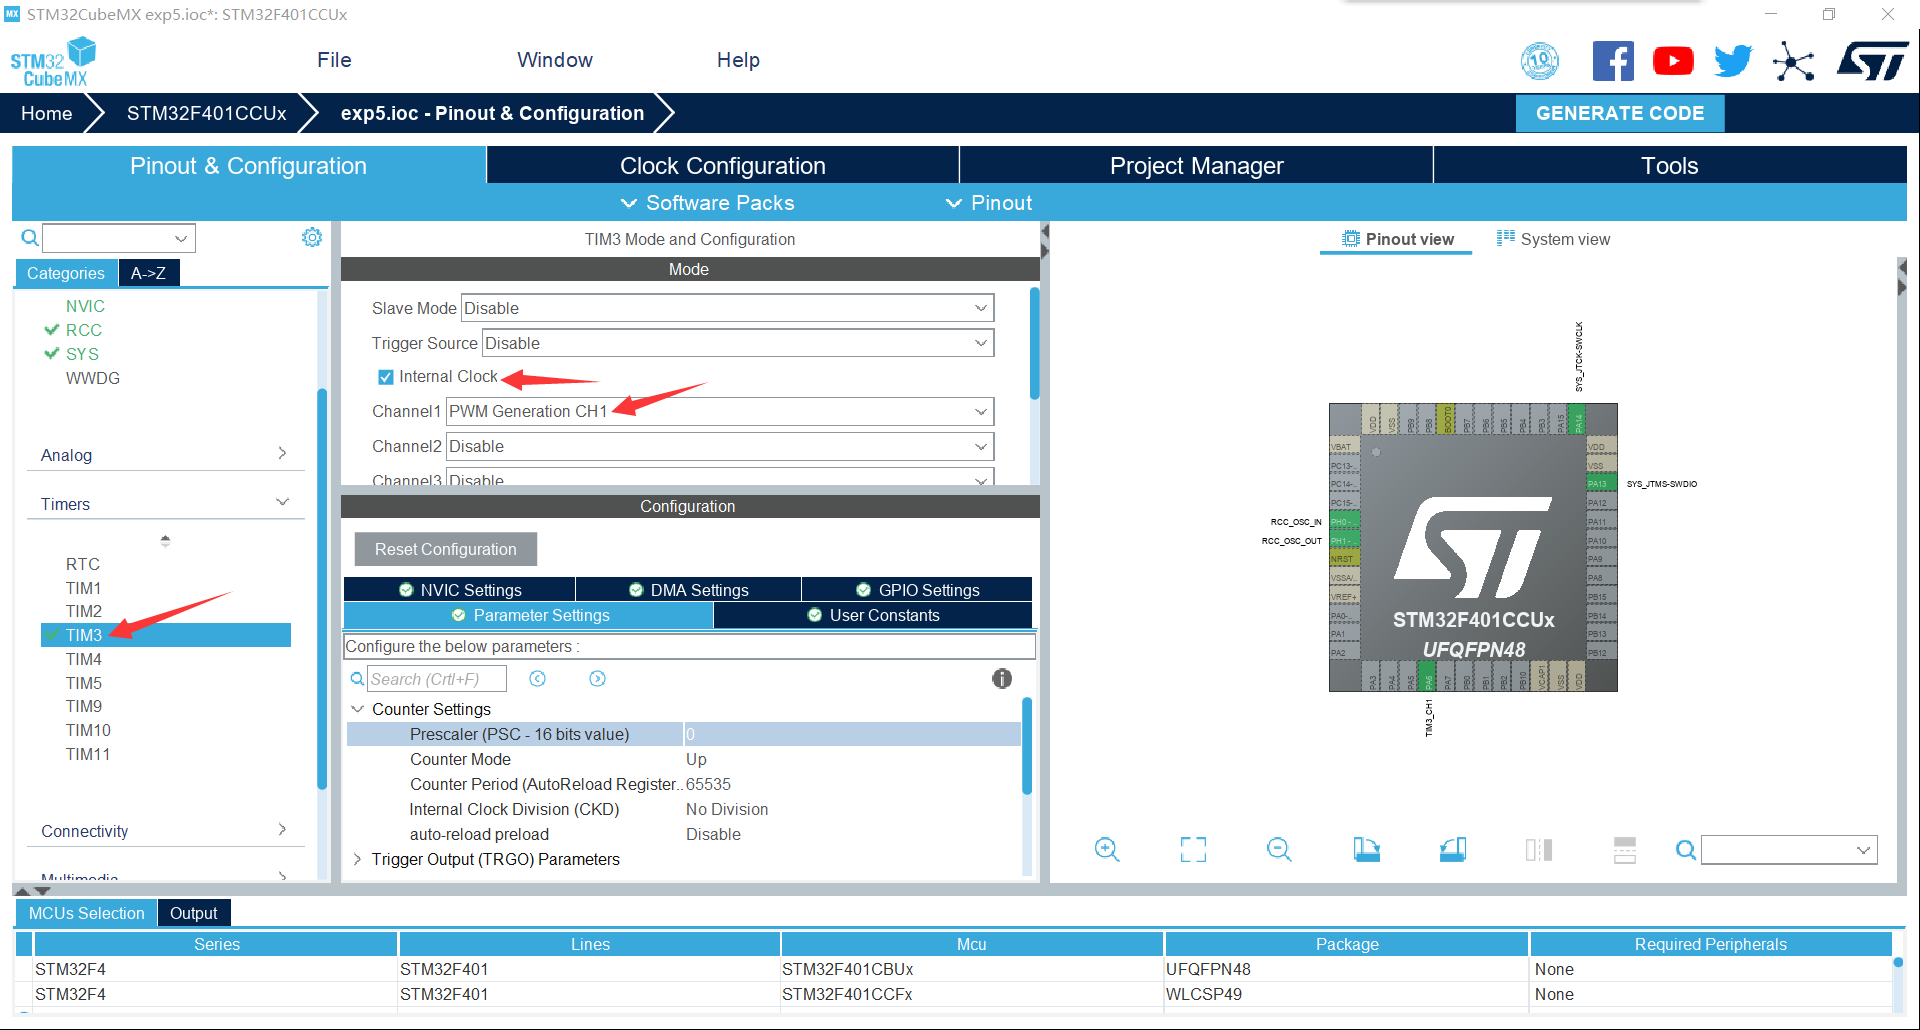 MX STM32CubeMX exp5.ioc*: STM32F401CCUx
STM32
CubeMX
File
Window
Help
10
Home
STM32F401CCUx
exp5.ioc - Pinout & Configuration
GENERATE CODE
Pinout & Configuration
Clock Configuration
Project Manager
Tools
Software Packs
Pinout
Categories
A->Z
NVIC
RCC
SYS
WWDG
Analog
Timers
RTC
TIM1
TIM2
TIM3
TIM4
TIM5
TIM9
TIM10
TIM11
Connectivity
Multimedia
TIM3 Mode and Configuration
Mode
Slave Mode Disable
Trigger Source Disable
Internal Clock
Channel1 PWM Generation CH1
Channel2 Disable
Channel3 Disable
Configuration
Reset Configuration
NVIC Settings
DMA Settings
GPIO Settings
Parameter Settings
User Constants
Configure the below parameters :
Search (Crtl+F)
Counter Settings
Prescaler (PSC - 16 bits value) 0
Counter Mode Up
Counter Period (AutoReload Register.. 65535
Internal Clock Division (CKD) No Division
auto-reload preload Disable
Trigger Output (TRGO) Parameters
Pinout view
System view
SYS_JTCK-SWCLK
VDD
VSS
PB9
PB8
BOOT0
PB7
PB6
PB5
PB4
PB3
PA15
PA14
VBAT
PC13-..
PC14-..
PC15-..
RCC_OSC_IN PH0 - ..
RCC_OSC_OUT PH1 - ..
NRST
VSSA/..
VREF+
PA0-..
PA1
PA2
VDD
VSS
PA13 SYS_JTMS-SWDIO
PA12
PA11
PA10
PA9
PA8
PB15
PB14
PB13
PB12
STM32F401CCUx
UFQFPN48
PA3
PA4
PA5
PA6
PA7
PB0
PB1
PB2
PB10
VCAP1
VSS
VDD
TIM3_CH1
MCUs Selection
Output
Series Lines Mcu Package Required Peripherals
STM32F4 STM32F401 STM32F401CBUx UFQFPN48 None
STM32F4 STM32F401 STM32F401CCFx WLCSP49 None